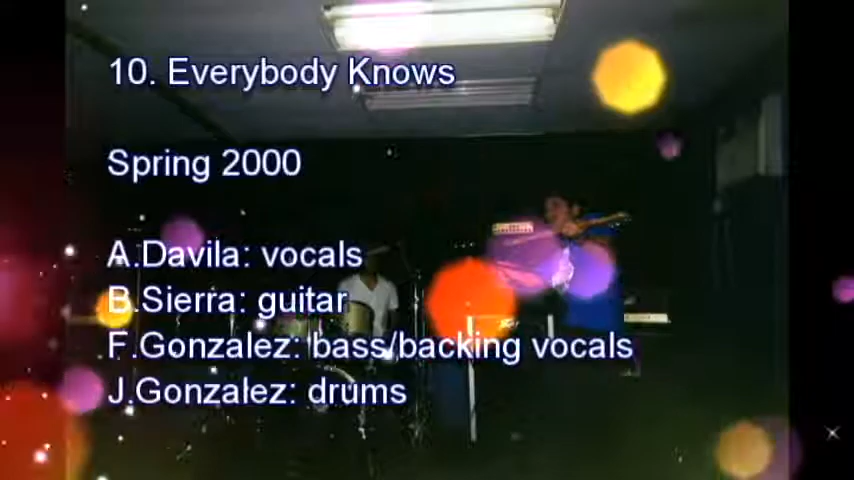 10. Everybody Knows
Spring 2000
A.Davila: vocals
B.Sierra: guitar
F.Gonzalez: bass/backing vocals
J.Gonzalez: drums